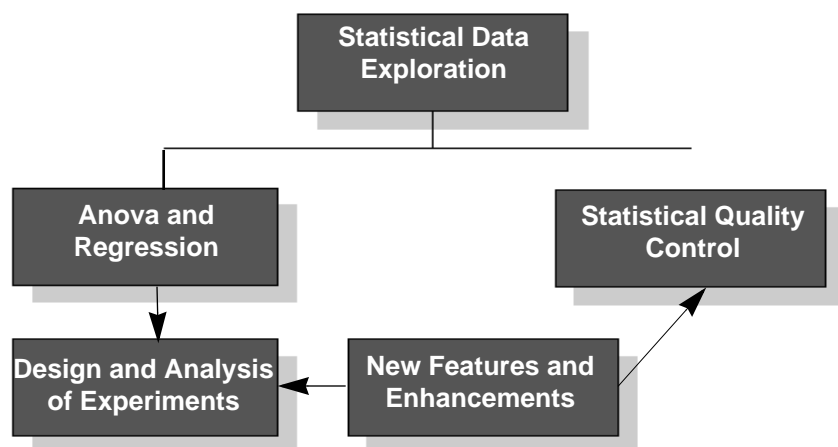 Statistical Data
Exploration
Anova and
Regression
Statistical Quality
Control
Design and Analysis
of Experiments
New Features and
Enhancements